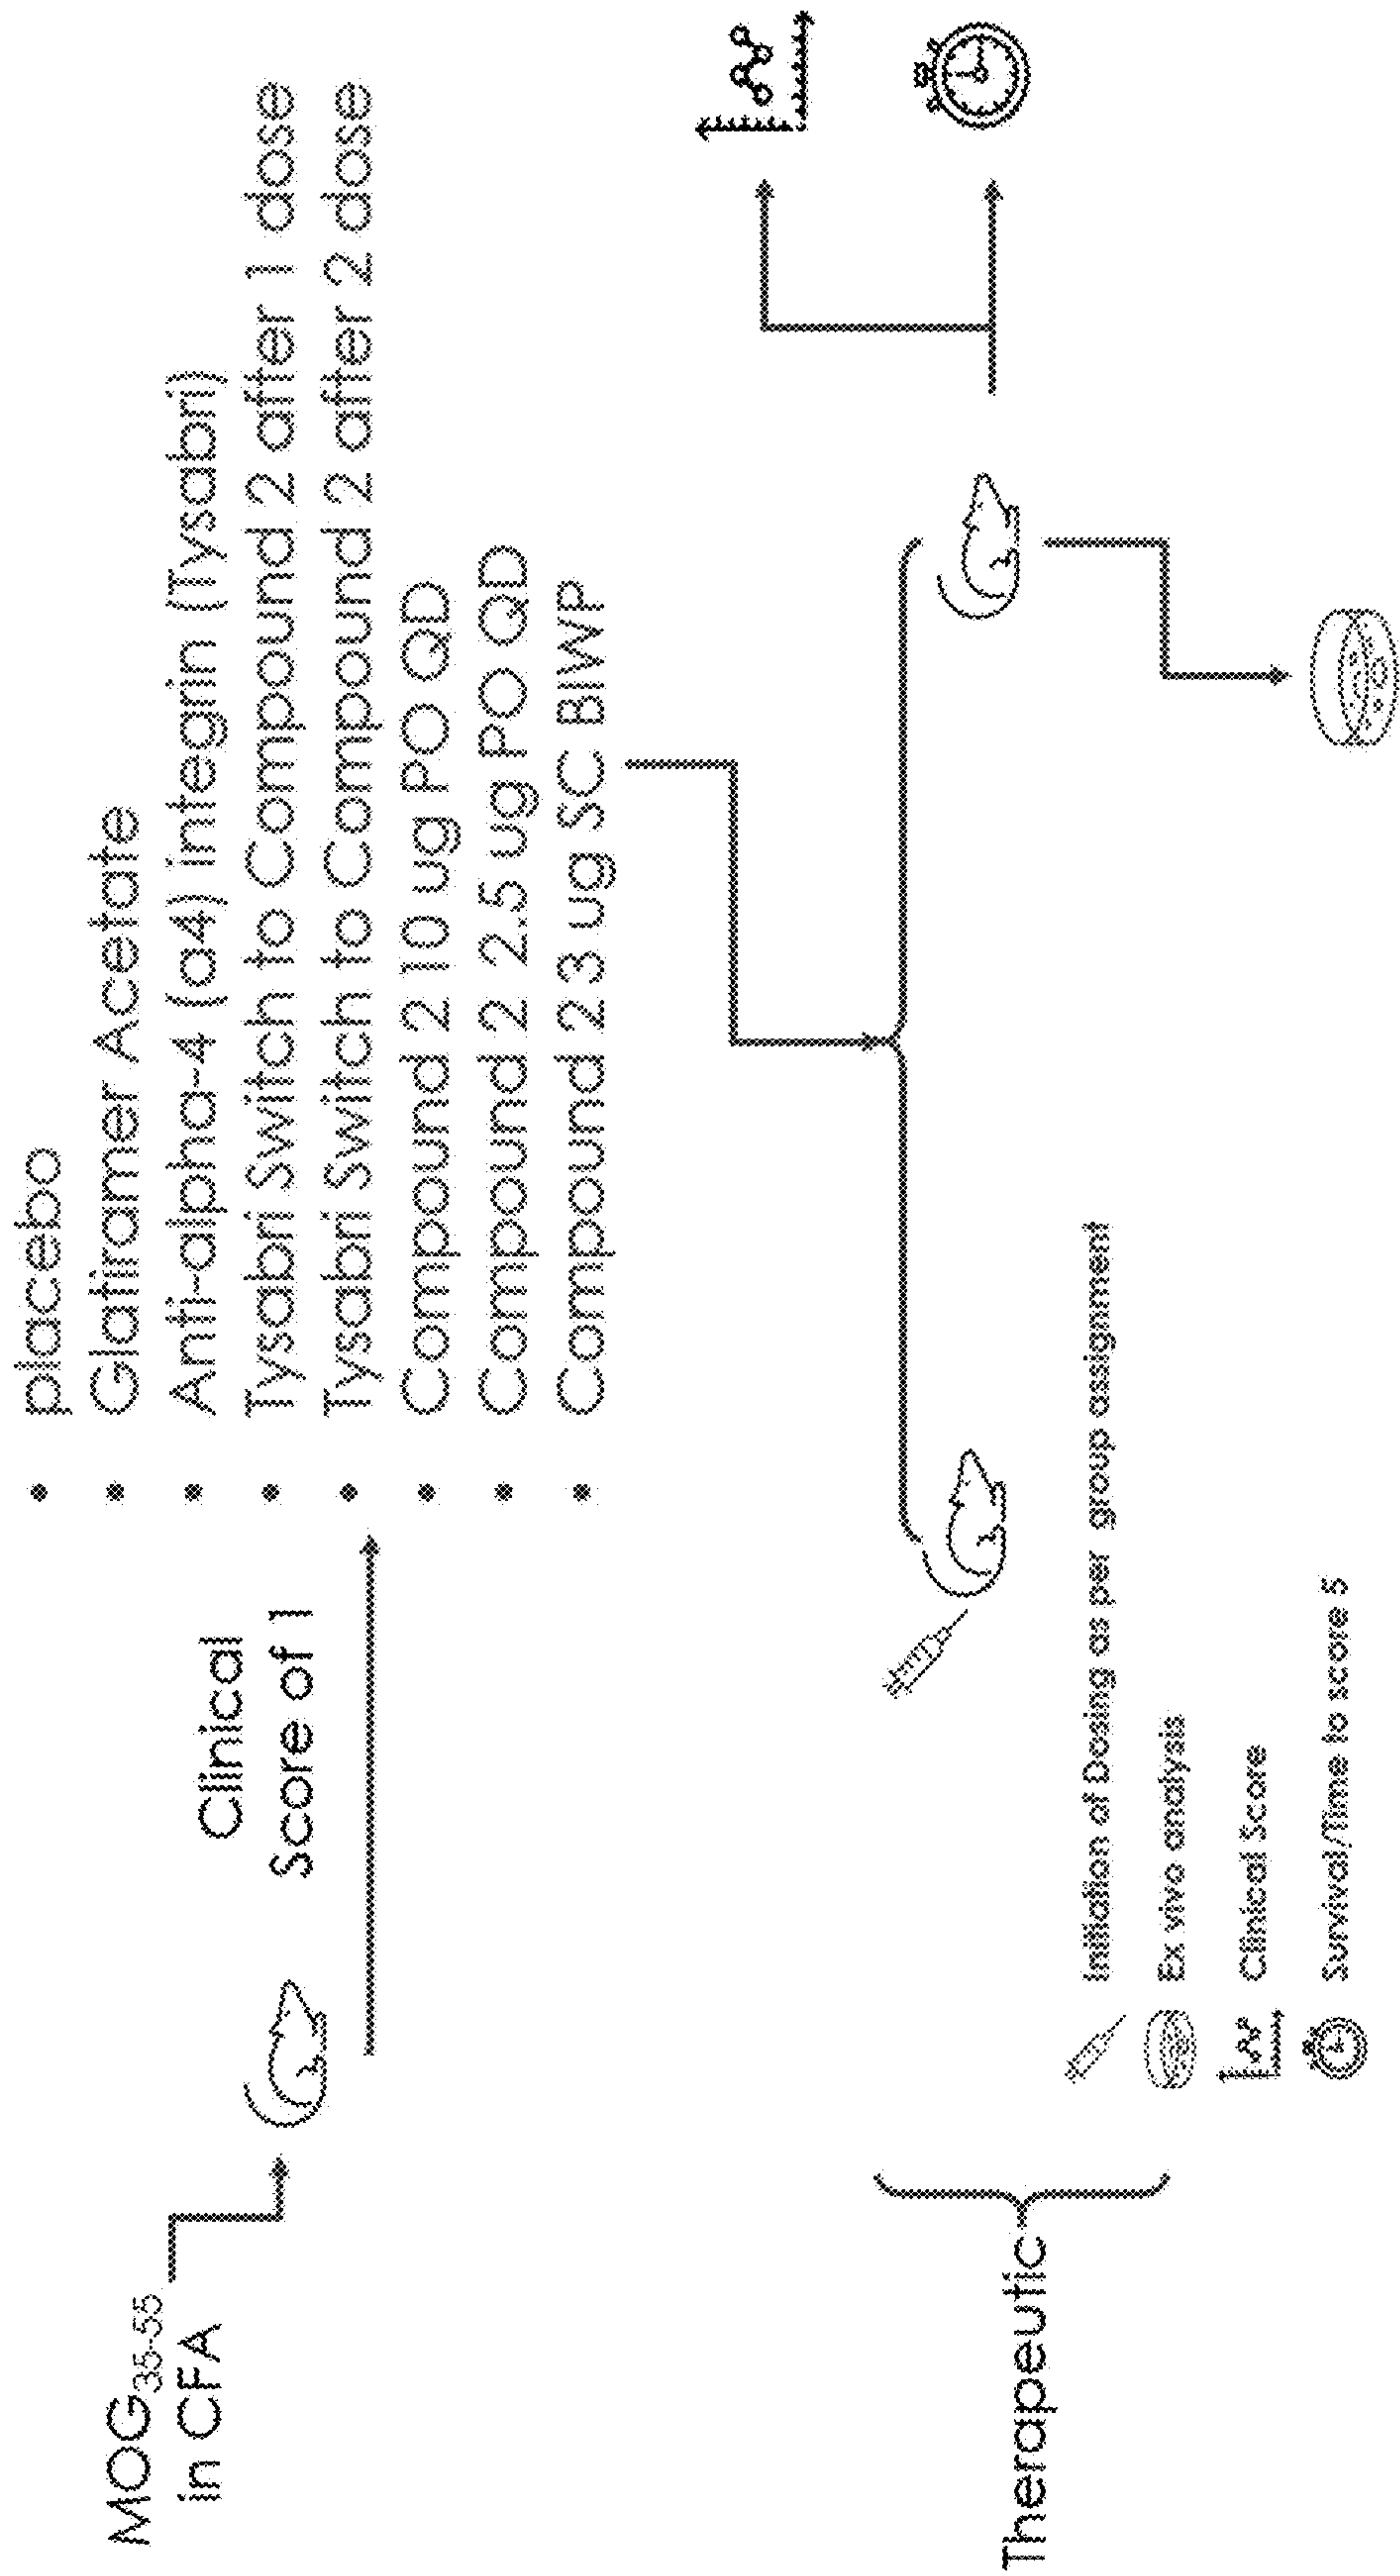 MOG35-55
in CFA
Clinical
Score of 1
• placebo
• Glatiramer Acetate
• Anti-alpha-4 (α4) integrin (Tysabri)
• Tysabri Switch to Compound 2 after 1 dose
• Tysabri Switch to Compound 2 after 2 dose
• Compound 2 10 ug PO QD
• Compound 2 2.5 ug PO QD
• Compound 2 3 ug SC BIWP
Therapeutic
Initiation of Dosing as per group assignment
Ex vivo analysis
Clinical Score
Survival/Time to score 5